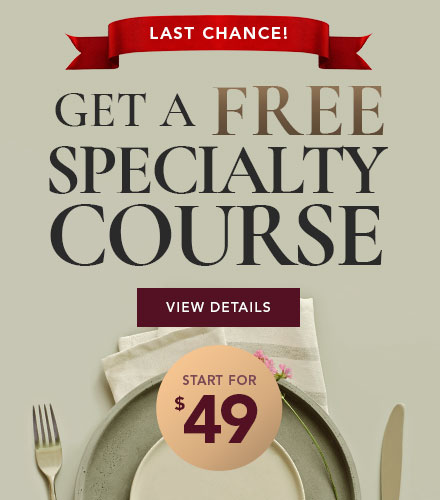 LAST CHANCE!
GET A FREE
SPECIALTY
COURSE
VIEW DETAILS
START FOR
$49